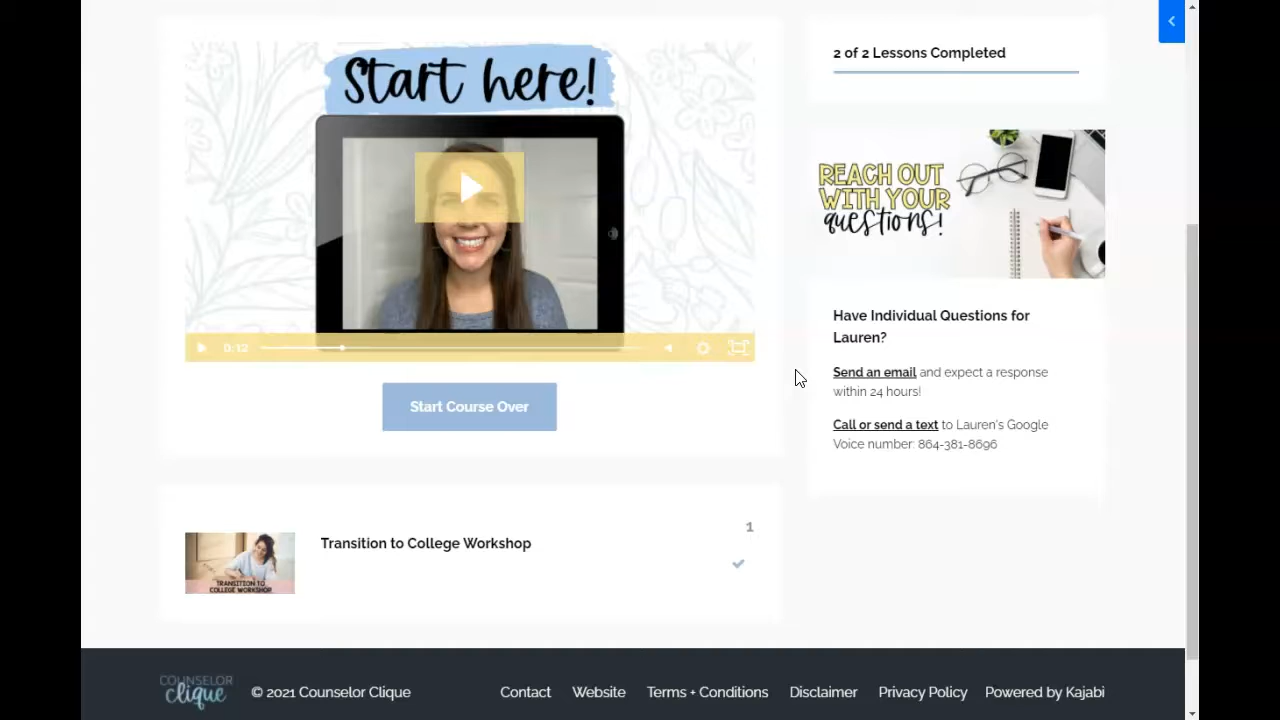 Start here!
0:12
Start Course Over
2 of 2 Lessons Completed
REACH OUT
WITH YOUR
questions!
Have Individual Questions for
Lauren?
Send an email and expect a response
within 24 hours!
Call or send a text to Lauren's Google
Voice number: 864-381-8696
1
Transition to College Workshop
TRANSITION TO
COLLEGE WORKSHOP
COUNSELOR
clique
© 2021 Counselor Clique
Contact
Website
Terms + Conditions
Disclaimer
Privacy Policy
Powered by Kajabi